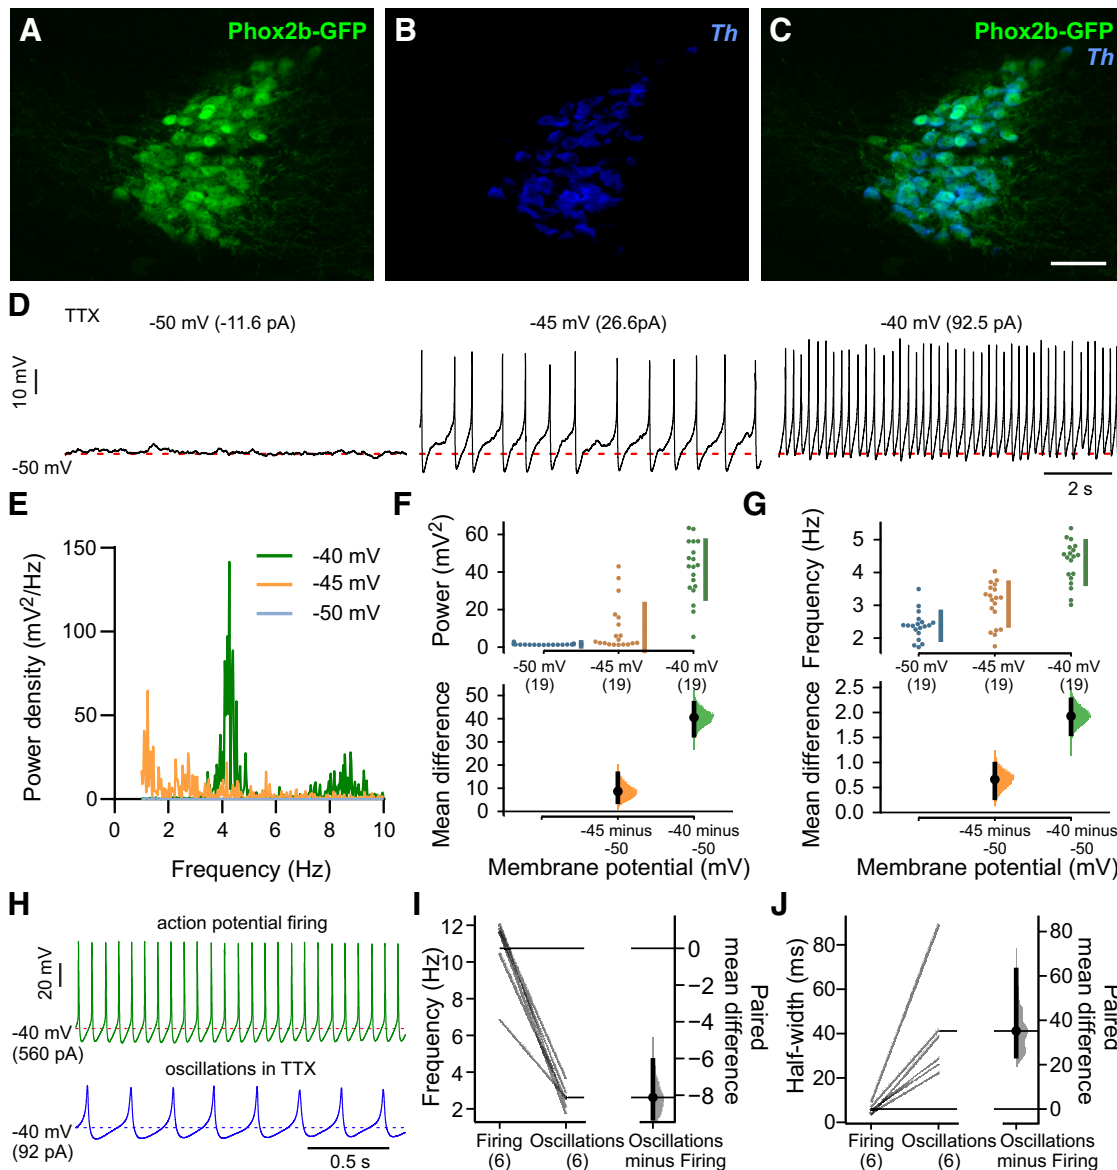 A
Phox2b-GFP
B
Th
C
Phox2b-GFP
Th
D
TTX
-50 mV (-11.6 pA)
-45 mV (26.6pA)
-40 mV (92.5 pA)
10 mV
-50 mV
2 s
E
Power density (mV²/Hz)
150
100
50
0
-40 mV
-45 mV
-50 mV
0 2 4 6 8 10
Frequency (Hz)
F
Power (mV²)
60
40
20
0
-50 mV -45 mV -40 mV
(19) (19) (19)
Mean difference
50
40
30
20
10
0
-45 minus -40 minus
-50 -50
Membrane potential (mV)
G
Frequency (Hz)
5
4
3
2
-50 mV -45 mV -40 mV
(19) (19) (19)
Mean difference
2.5
2.0
1.5
1.0
0.5
0.0
-45 minus -40 minus
-50 -50
Membrane potential (mV)
H
action potential firing
20 mV
-40 mV
(560 pA)
oscillations in TTX
-40 mV
(92 pA)
0.5 s
I
Frequency (Hz)
12
10
8
6
4
2
Firing Oscillations
(6) (6)
0
−2
−4
−6
−8
Paired
mean difference
Oscillations
minus Firing
J
Half-width (ms)
80
60
40
20
0
Firing Oscillations
(6) (6)
80
60
40
20
0
Paired
mean difference
Oscillations
minus Firing